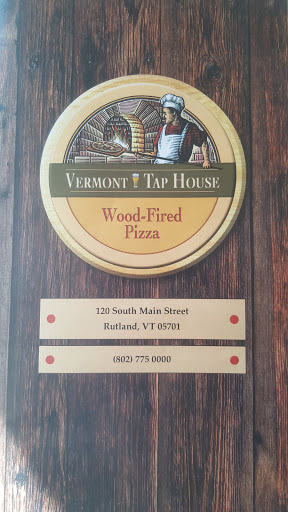 VERMONT TAP HOUSE
Wood-Fired
Pizza
120 South Main Street
Rutland, VT 05701
(802) 775 0000